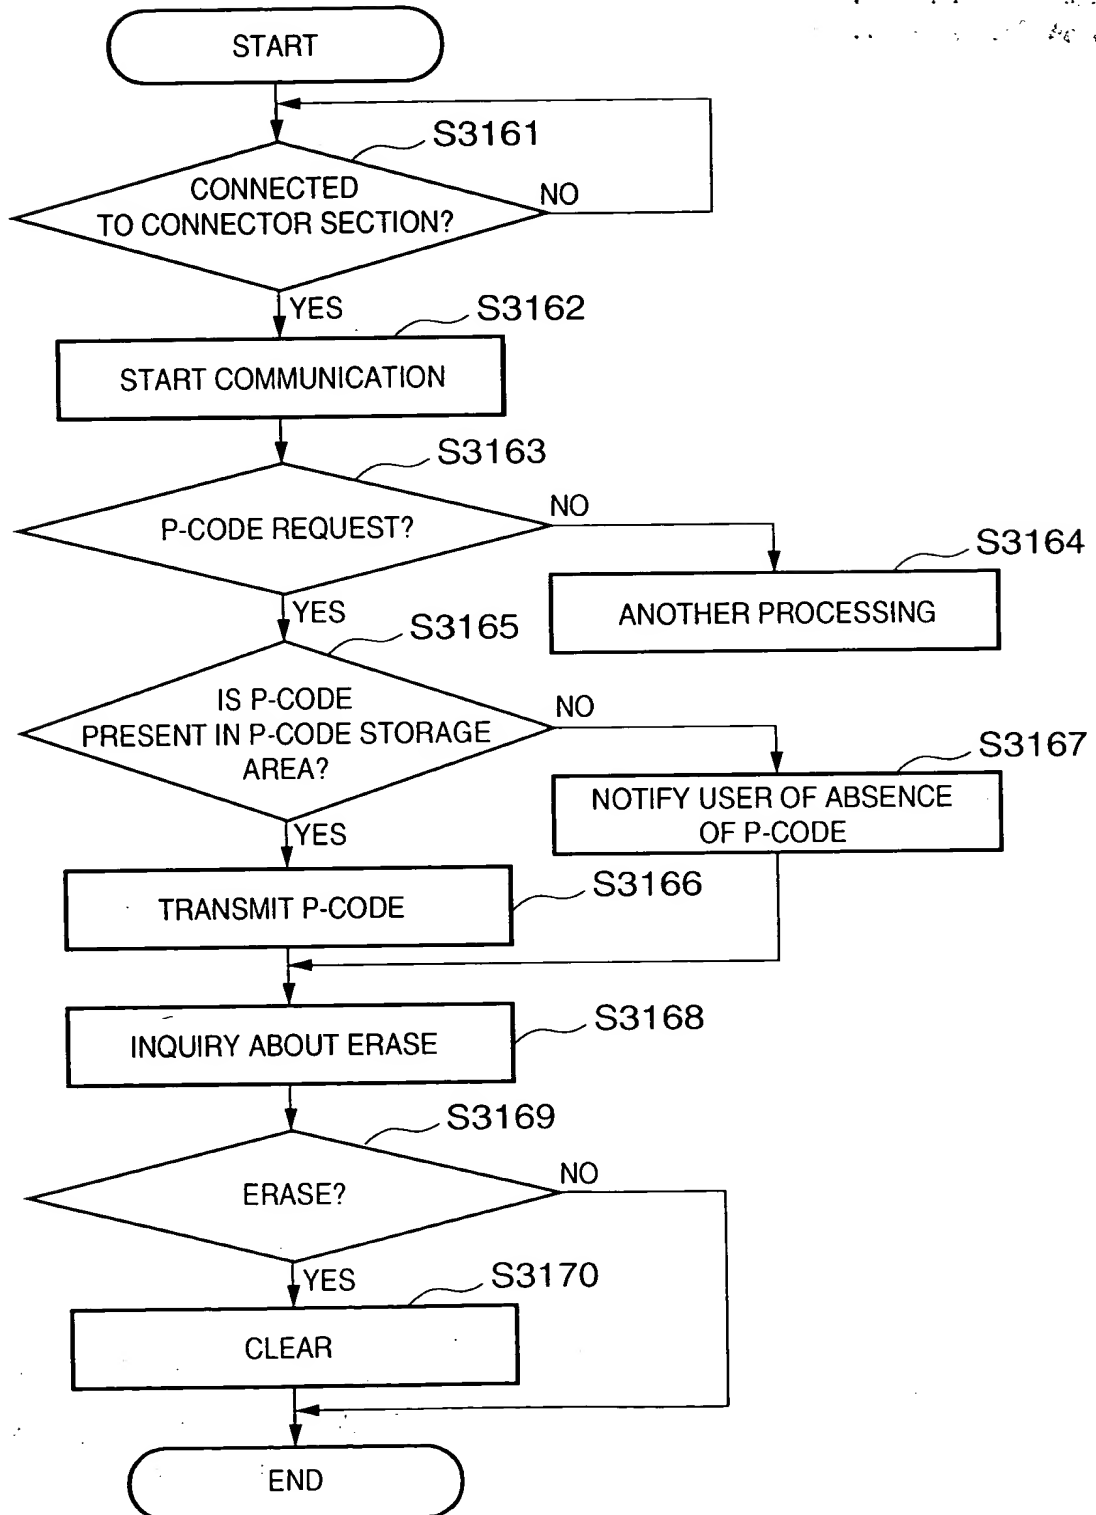 START
S3161
CONNECTED
TO CONNECTOR SECTION?
NO
YES
S3162
START COMMUNICATION
S3163
P-CODE REQUEST?
NO
S3164
ANOTHER PROCESSING
YES
S3165
IS P-CODE
PRESENT IN P-CODE STORAGE
AREA?
NO
S3167
NOTIFY USER OF ABSENCE
OF P-CODE
YES
S3166
TRANSMIT P-CODE
S3168
INQUIRY ABOUT ERASE
S3169
ERASE?
NO
YES
S3170
CLEAR
END